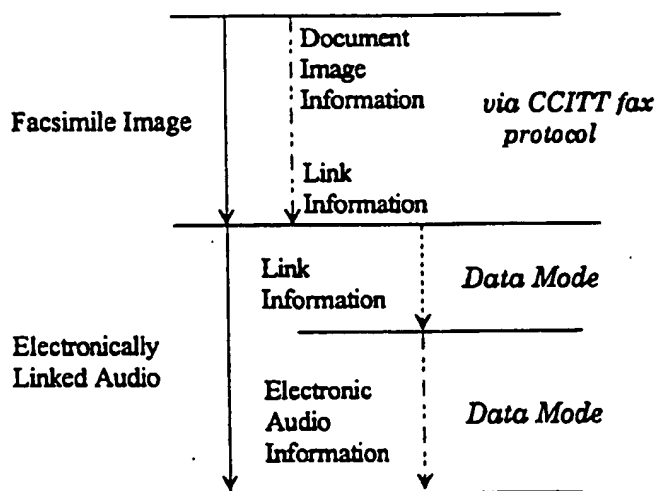 Document
Image
Information
Facsimile Image
via CCITT fax
protocol
Link
Information
Link
Information
Data Mode
Electronically
Linked Audio
Electronic
Audio
Information
Data Mode